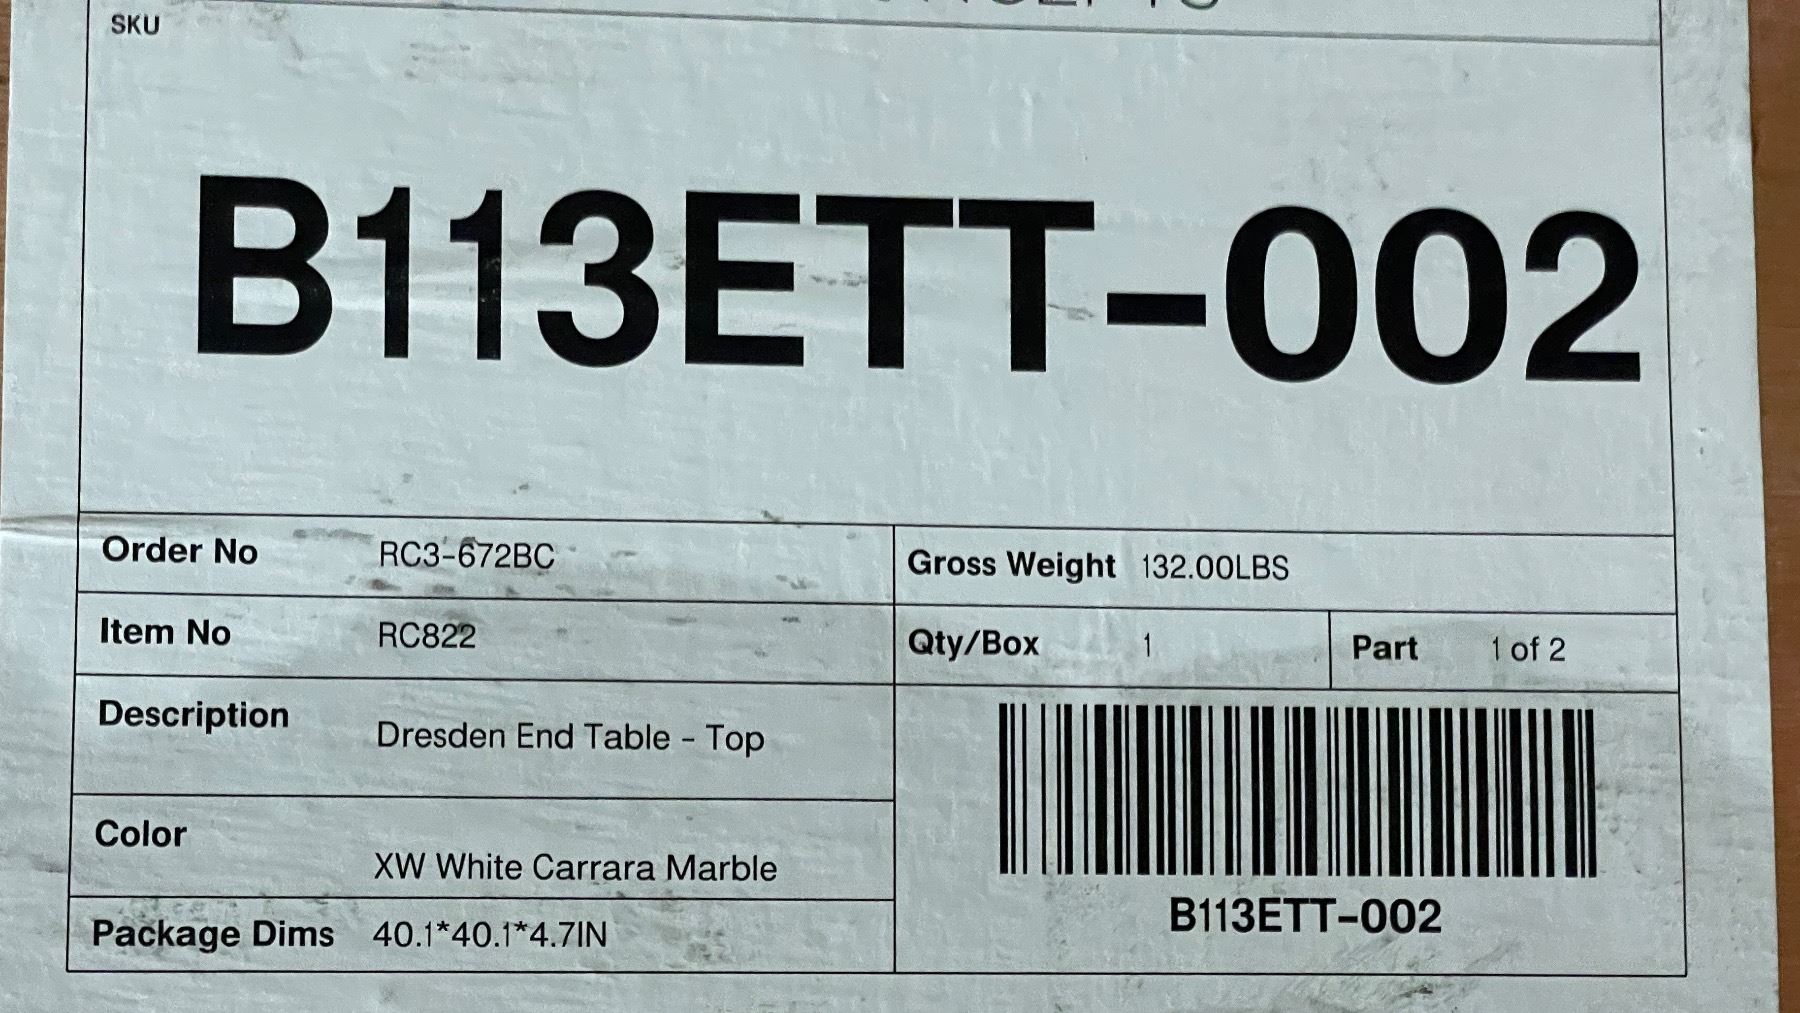 SKU
B113ETT-002
Order No RC3-672BC
Gross Weight 132.00LBS
Item No RC822
Qty/Box 1
Part 1 of 2
Description Dresden End Table - Top
Color XW White Carrara Marble
Package Dims 40.1*40.1*4.7IN
B113ETT-002